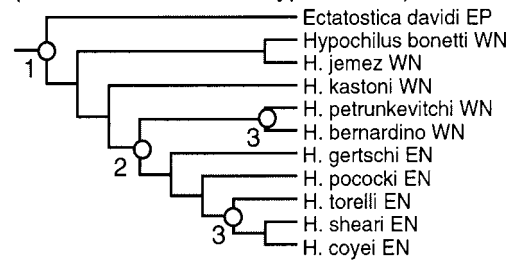 Ectatostica davidi EP
Hypochilus bonetti WN
1
H. jemez WN
H. kastoni WN
H. petrunkevitchi WN
3
H. bernardino WN
2
H. gertschi EN
H. pococki EN
H. torelli EN
3
H. sheari EN
H. coyei EN